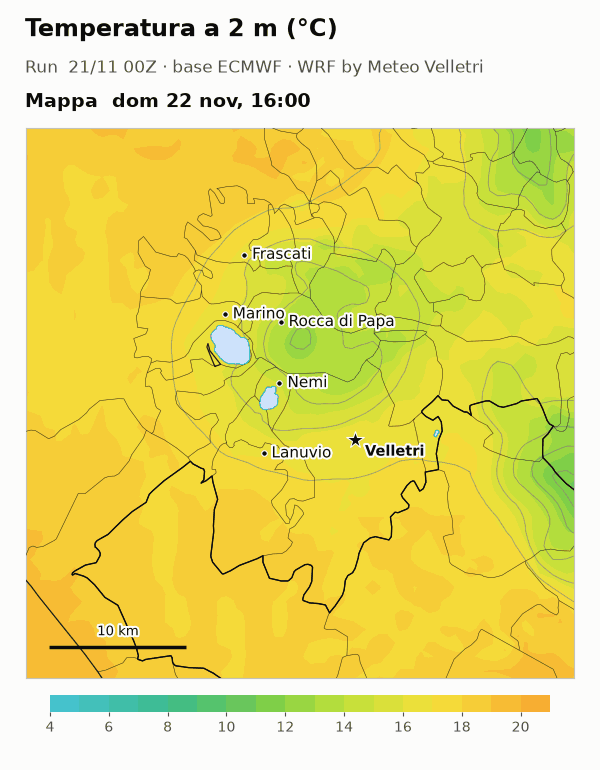 Temperatura a 2 m (°C)
Run 21/11 00Z · base ECMWF · WRF by Meteo Velletri
Mappa dom 22 nov, 16:00
Frascati
Marino
Rocca di Papa
Nemi
Velletri
Lanuvio
10 km
4 6 8 10 12 14 16 18 20